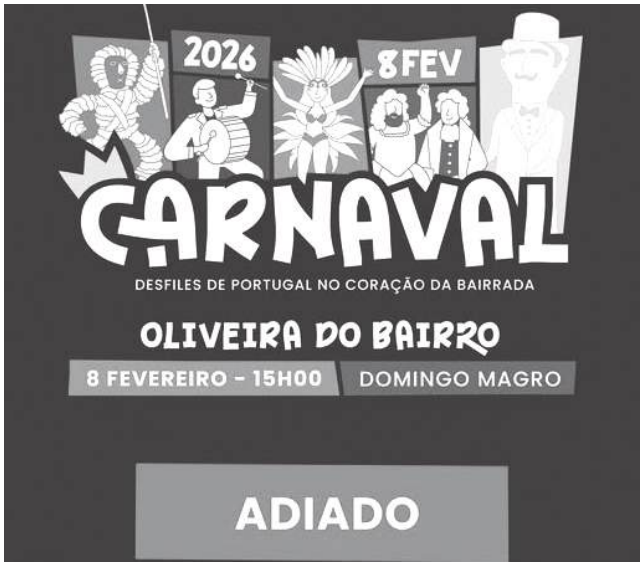 2026
8 FEV
CARNAVAL
DESFILES DE PORTUGAL NO CORAÇÃO DA BAIRRADA
OLIVEIRA DO BAIRRO
8 FEVEREIRO - 15H00 DOMINGO MAGRO
ADIADO